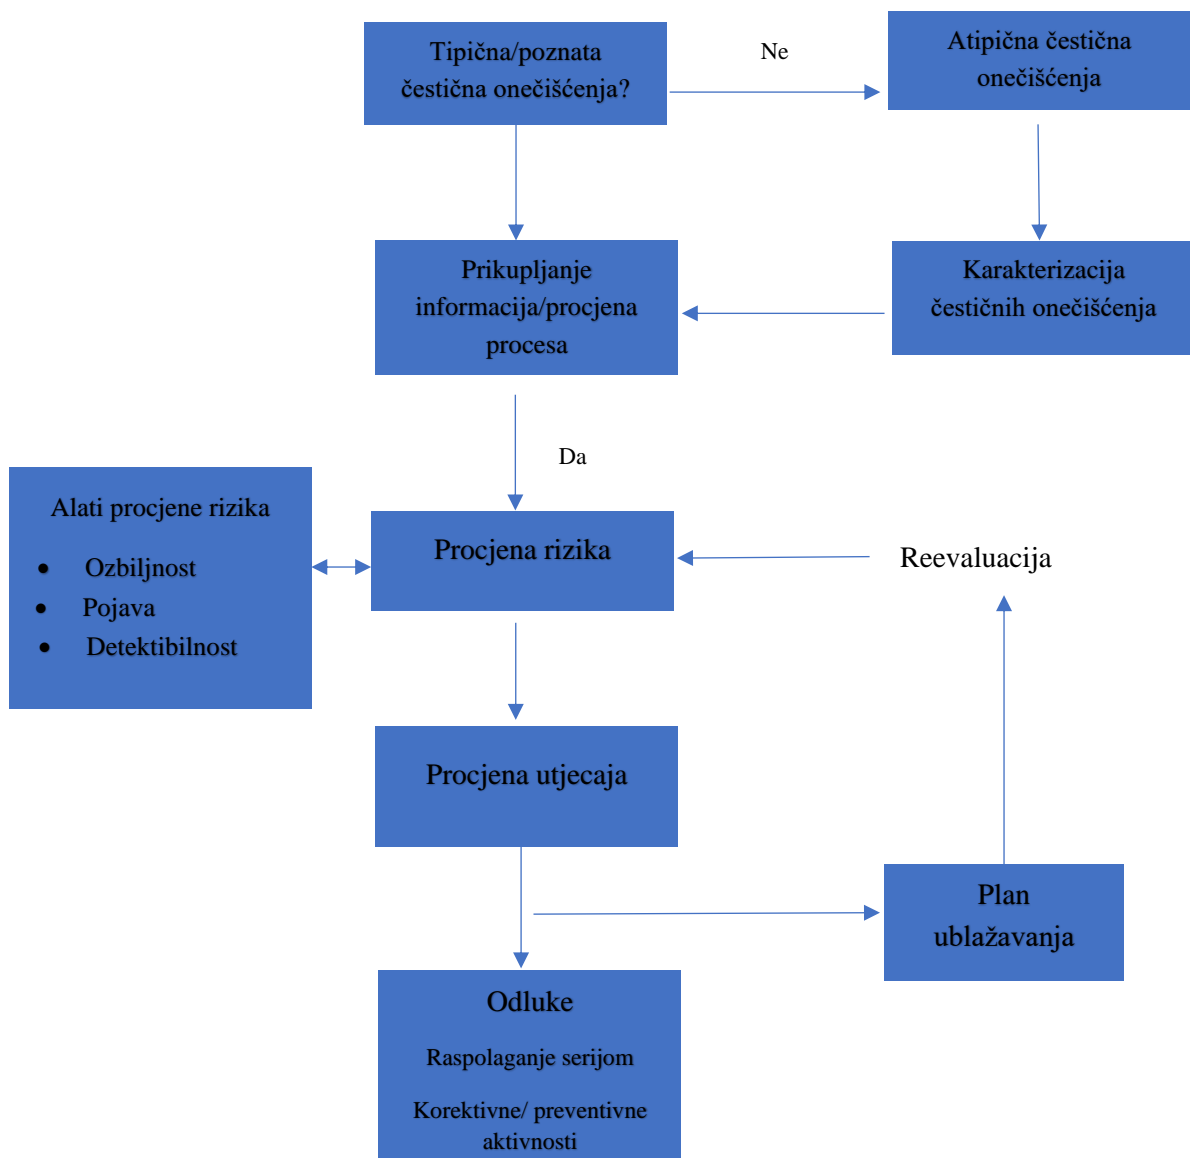 Tipična/poznata
čestična onečišćenja?
Ne
Atipična čestična
onečišćenja
Prikupljanje
informacija/procjena
procesa
Karakterizacija
čestičnih onečišćenja
Da
Alati procjene rizika
• Ozbiljnost
• Pojava
• Detektibilnost
Procjena rizika
Reevaluacija
Procjena utjecaja
Plan
ublažavanja
Odluke
Raspolaganje serijom
Korektivne/ preventivne
aktivnosti